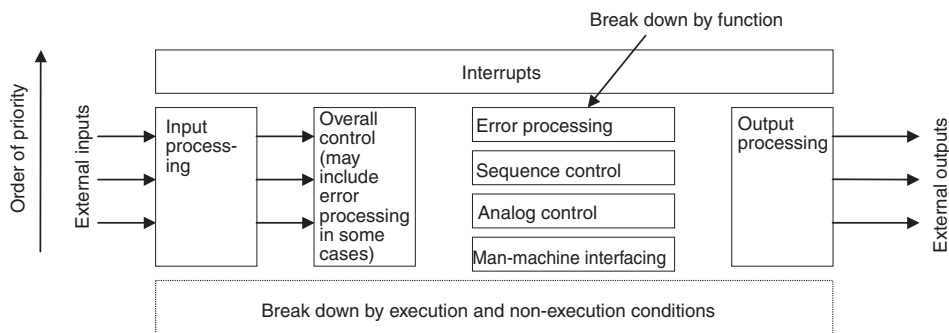 Break down by function
Interrupts
Order of priority
External inputs
Input
process-
ing
Overall
control
(may
include
error
processing
in some
cases)
Error processing
Sequence control
Analog control
Man-machine interfacing
Output
processing
External outputs
Break down by execution and non-execution conditions